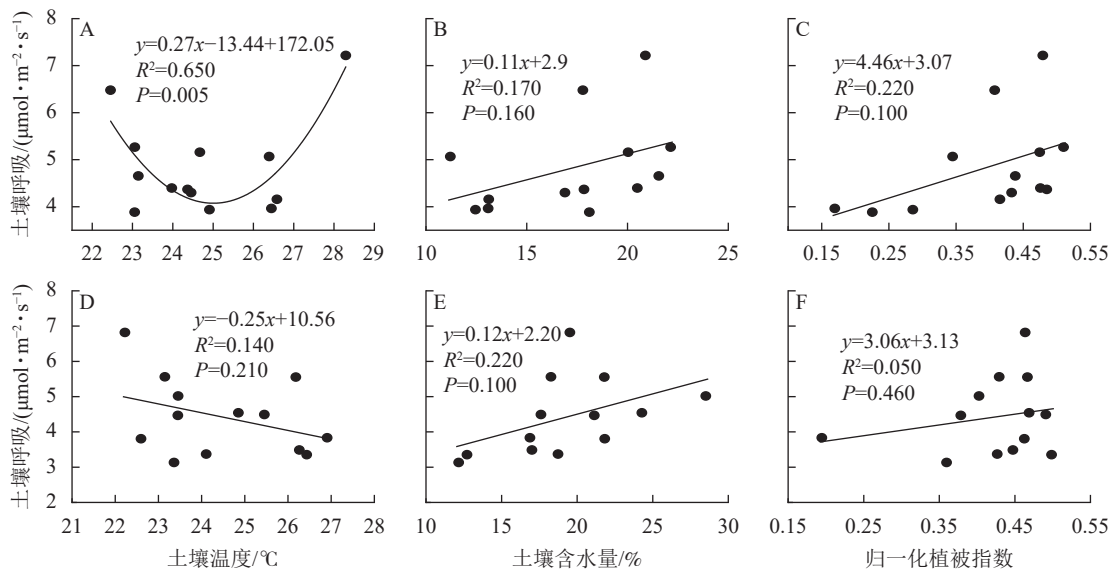 土壤呼吸/(μmol·m⁻²·s⁻¹)
8
7
6
5
4
A
y=0.27x−13.44+172.05
R²=0.650
P=0.005
22 23 24 25 26 27 28 29
B
y=0.11x+2.9
R²=0.170
P=0.160
10 15 20 25
C
y=4.46x+3.07
R²=0.220
P=0.100
0.15 0.25 0.35 0.45 0.55
土壤呼吸/(μmol·m⁻²·s⁻¹)
8
7
6
5
4
3
2
D
y=−0.25x+10.56
R²=0.140
P=0.210
21 22 23 24 25 26 27 28
土壤温度/℃
E
y=0.12x+2.20
R²=0.220
P=0.100
10 20 30
土壤含水量/%
F
y=3.06x+3.13
R²=0.050
P=0.460
0.15 0.25 0.35 0.45 0.55
归一化植被指数